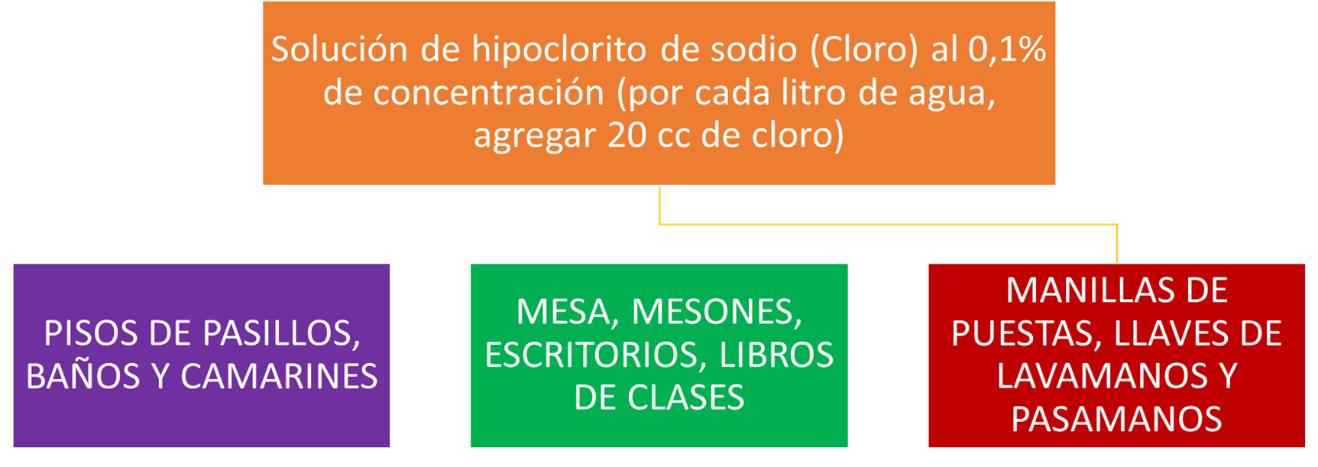 Solución de hipoclorito de sodio (Cloro) al 0,1%
de concentración (por cada litro de agua,
agregar 20 cc de cloro)
PISOS DE PASILLOS,
BAÑOS Y CAMARINES
MESA, MESONES,
ESCRITORIOS, LIBROS
DE CLASES
MANILLAS DE
PUESTAS, LLAVES DE
LAVAMANOS Y
PASAMANOS